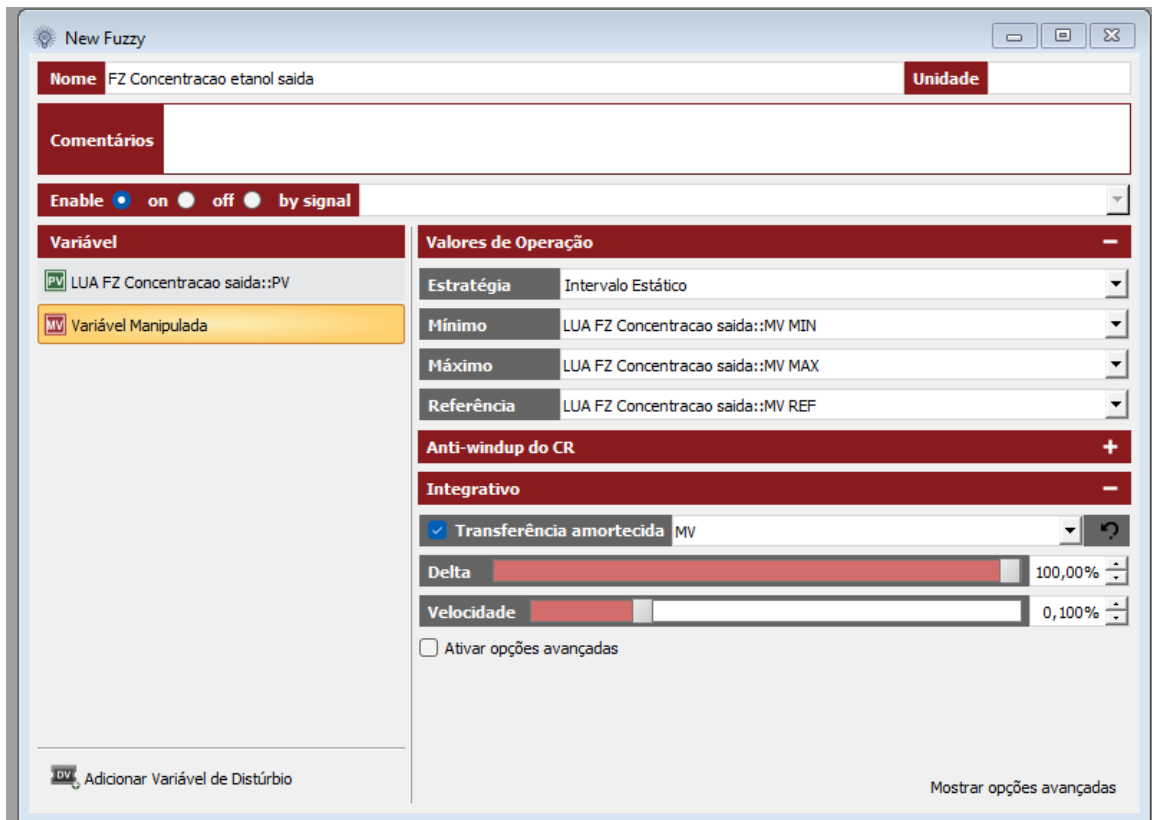 New Fuzzy
Nome FZ Concentracao etanol saida Unidade
Comentários
Enable on off by signal
Variável
PV LUA FZ Concentracao saida::PV
MV Variável Manipulada
DV Adicionar Variável de Distúrbio
Valores de Operação
Estratégia Intervalo Estático
Mínimo LUA FZ Concentracao saida::MV MIN
Máximo LUA FZ Concentracao saida::MV MAX
Referência LUA FZ Concentracao saida::MV REF
Anti-windup do CR +
Integrativo −
Transferência amortecida MV
Delta 100,00%
Velocidade 0,100%
Ativar opções avançadas
Mostrar opções avançadas